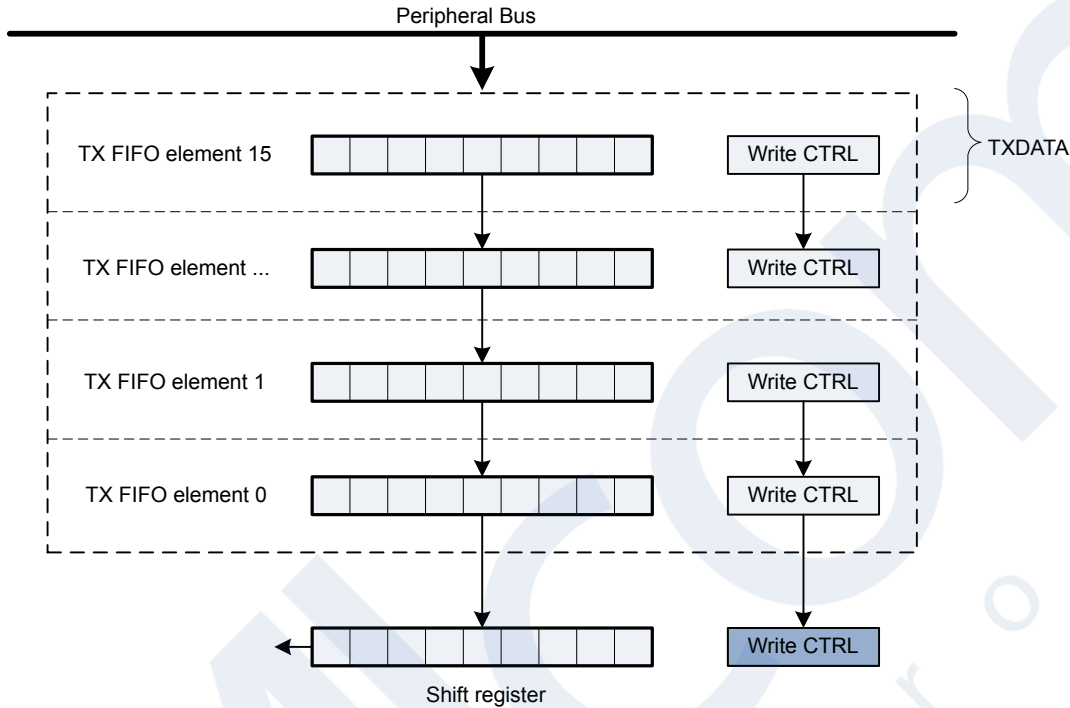 Peripheral Bus
TX FIFO element 15
Write CTRL
TXDATA
TX FIFO element ...
Write CTRL
TX FIFO element 1
Write CTRL
TX FIFO element 0
Write CTRL
Write CTRL
Shift register